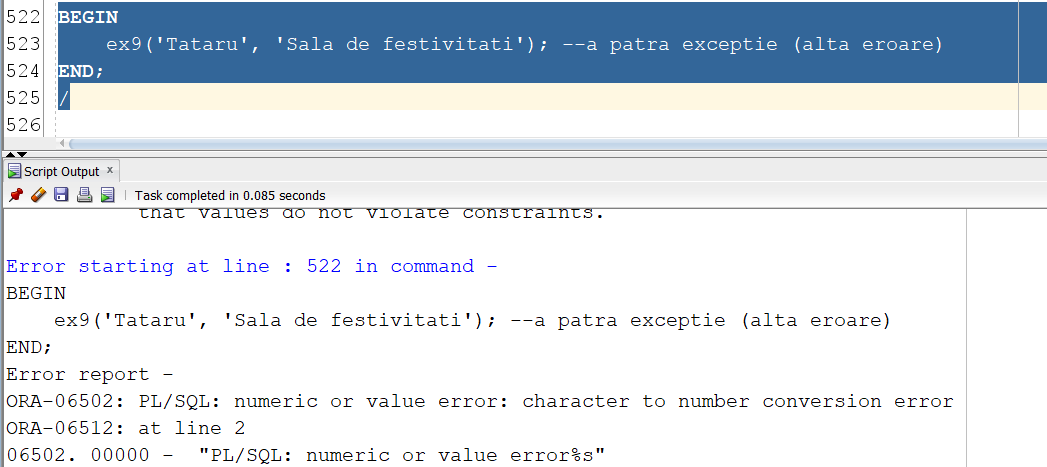 522 BEGIN
523     ex9('Tataru', 'Sala de festivitati'); --a patra exceptie (alta eroare)
524 END;
525 /
526
Script Output x
Task completed in 0.085 seconds
that values do not violate constraints.
Error starting at line : 522 in command -
BEGIN
    ex9('Tataru', 'Sala de festivitati'); --a patra exceptie (alta eroare)
END;
Error report -
ORA-06502: PL/SQL: numeric or value error: character to number conversion error
ORA-06512: at line 2
06502. 00000 -  "PL/SQL: numeric or value error%s"